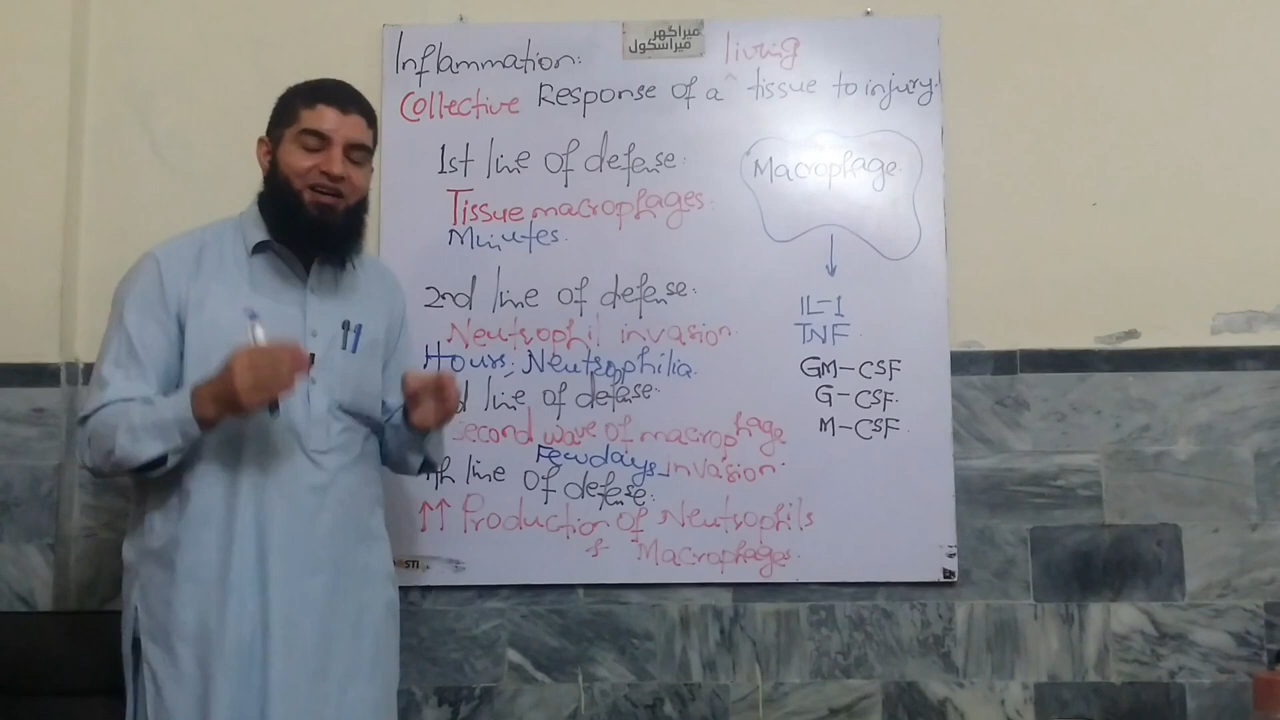 میراگھر
میراسکول
Inflammation:
living
Collective Response of a ^ tissue to injury.
1st line of defense:
Tissue macrophages:
Minutes.
2nd line of defense:
Neutrophil invasion.
Hours; Neutrophilia.
d line of defense:
second wave of macrophage
Few days invasion.
th line of defense:
↑↑ Production of Neutrophils
& Macrophages.
Macrophage.
↓
IL-1
TNF
GM-CSF
G-CSF.
M-CSF.
STI